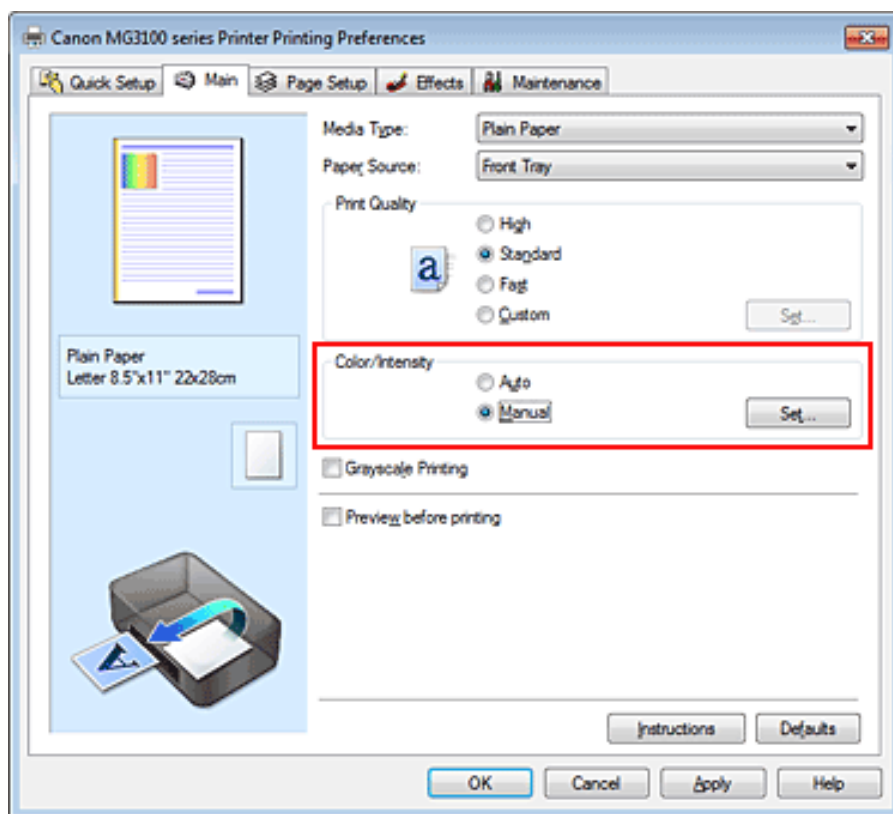 Canon MG3100 series Printer Printing Preferences
Quick Setup Main Page Setup Effects Maintenance
Media Type: Plain Paper
Paper Source: Front Tray
Print Quality
High
a
Standard
Fast
Custom Set...
Plain Paper
Letter 8.5"x11" 22x28cm
Color/Intensity
Auto
Manual Set...
Grayscale Printing
Preview before printing
A
Instructions Defaults
OK Cancel Apply Help